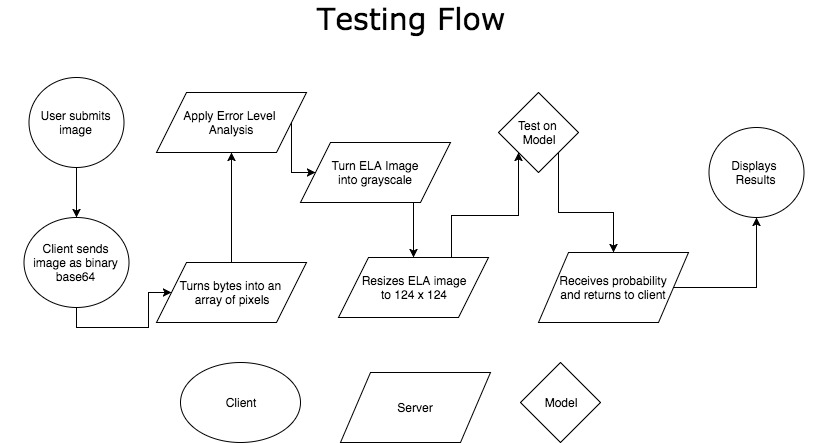 Testing Flow
User submits
image
Client sends
image as binary
base64
Turns bytes into an
array of pixels
Apply Error Level
Analysis
Turn ELA Image
into grayscale
Resizes ELA image
to 124 x 124
Test on
Model
Receives probability
and returns to client
Displays
Results
Client
Server
Model